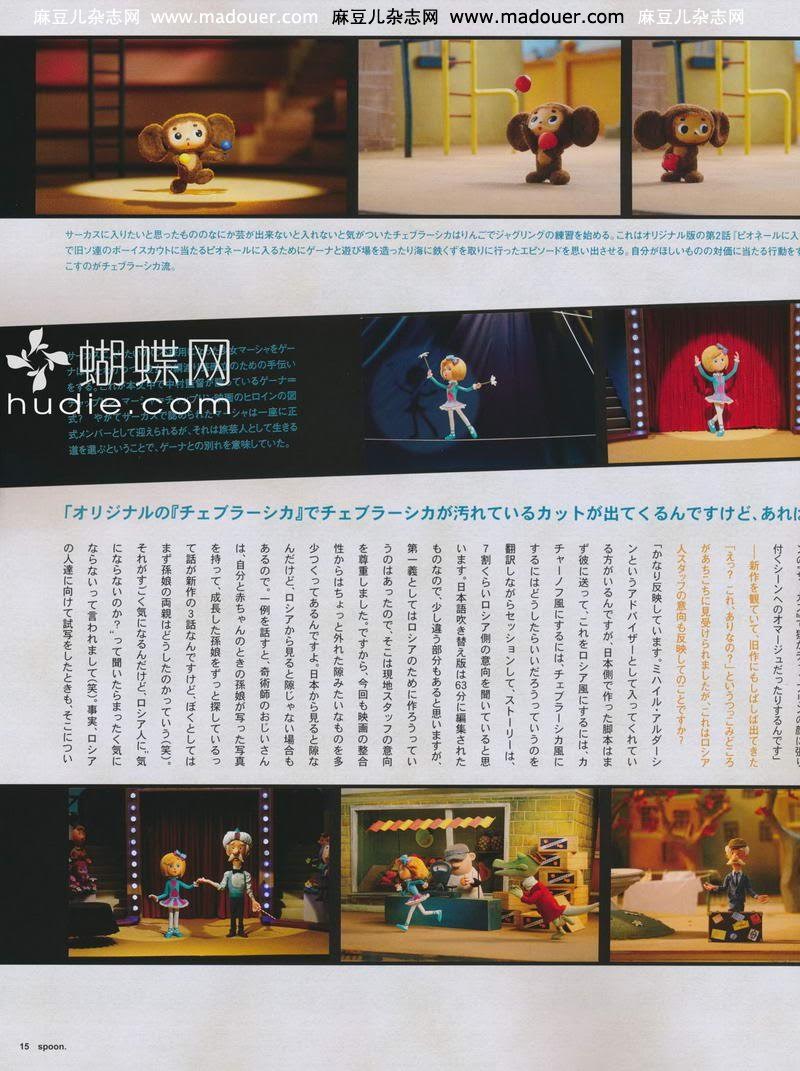 麻豆儿杂志网 www.madouer.com 麻豆儿杂志网 www.madouer.com 麻豆儿杂志网
サーカスに入りたいと思ったもののなにか芸が出来ないと入れないと気がついたチェブラーシカはりんごでジャグリングの練習を始める。これはオリジナル版の第2話『ピオネールに入
で旧ソ連のボーイスカウトに当たるピオネールに入るためにゲーナと遊び場を造ったり海に鉄くずを取りに行ったエピソードを思い出させる。自分がほしいものの対価に当たる行動をす
こすのがチェブラーシカ流。
蝴蝶网
hudie.com
女マーシャをゲー
のための手伝い
をする。これが本文中で中村監督が
ているゲーナ＝
映画のヒロインの図
式？ やがてサーカスで認められたマーシャは一座に正
式メンバーとして迎えられるが、それは旅芸人として生きる
道を選ぶということで、ゲーナとの別れを意味していた。
「オリジナルの『チェブラーシカ』でチェブラーシカが汚れているカットが出てくるんですけど、あれは
付くシーンへのオマージュだったりするんです」
──新作を観ていて、旧作にもしばしば出てきた
「えっ？ これ、ありなの？」というつっこみどころ
があちこちに見受けられましたが、これはロシア
人スタッフの意向も反映してのことですか？
「かなり反映しています。ミハイル・アルダーシ
ンというアドバイザーとして入ってくれてい
る方がいるんですが、日本側で作った脚本はま
ず彼に送って、これをロシア風にするには、カ
チャーノフ風にするには、チェブラーシカ風に
するにはどうしたらいいだろうっていうのを
翻訳しながらセッションして、ストーリーは、
7割くらいロシア側の意向を聞いていると思
います。日本語吹き替え版は63分に編集された
ものなので、少し違う部分もあると思いますが、
第一義としてはロシアのために作ろうってい
うのはあったので、そこは現地スタッフの意向
を尊重しました。ですから、今回も映画の整合
性からはちょっと外れた隙みたいなものを多
少つくってあるんですよ。日本から見ると隙な
んだけど、ロシアから見ると隙じゃない場合も
あるので。一例を話すと、奇術師のおじいさん
は、自分と赤ちゃんのときの孫娘が写った写真
を持って、成長した孫娘をずっと探しているっ
て話が新作の3話なんですけど、ぼくとしては
まず孫娘の両親はどうしたのかっていう（笑）。
それがすごく気になるんだけど、ロシア人に“気
にならないのか？”って聞いたらまったく気に
ならないって言われまして（笑）。事実、ロシア
の人達に向けて試写をしたときも、そこについ
15 spoon.